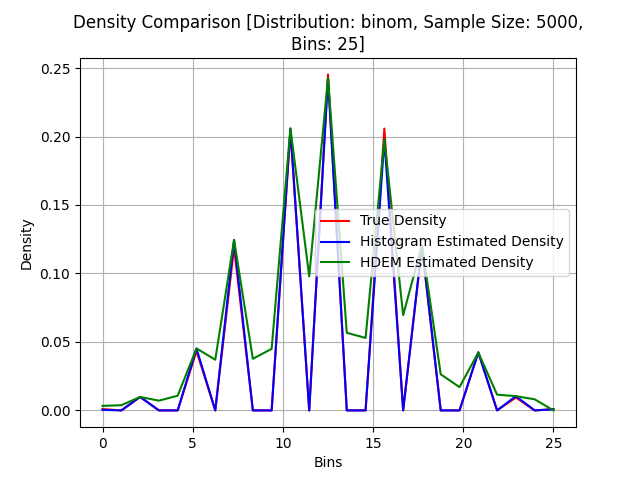 Density Comparison [Distribution: binom, Sample Size: 5000,
Bins: 25]
0.25
0.20
0.15
0.10
0.05
0.00
Density
True Density
Histogram Estimated Density
HDEM Estimated Density
0 5 10 15 20 25
Bins